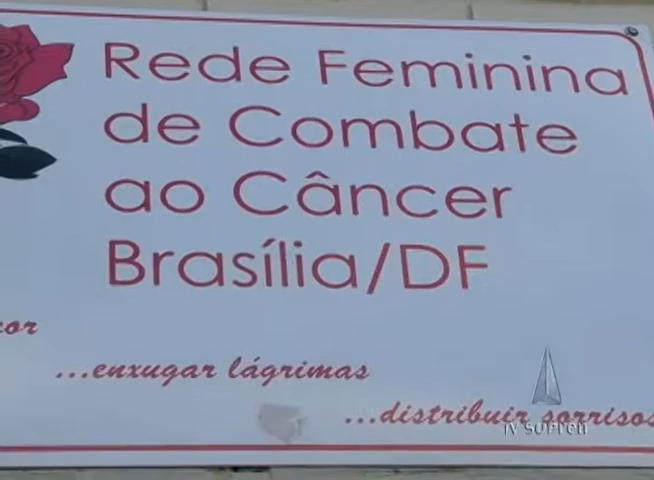 Rede Feminina
de Combate
ao Câncer
Brasília/DF
...enxugar lágrimas
...distribuir sorrisos